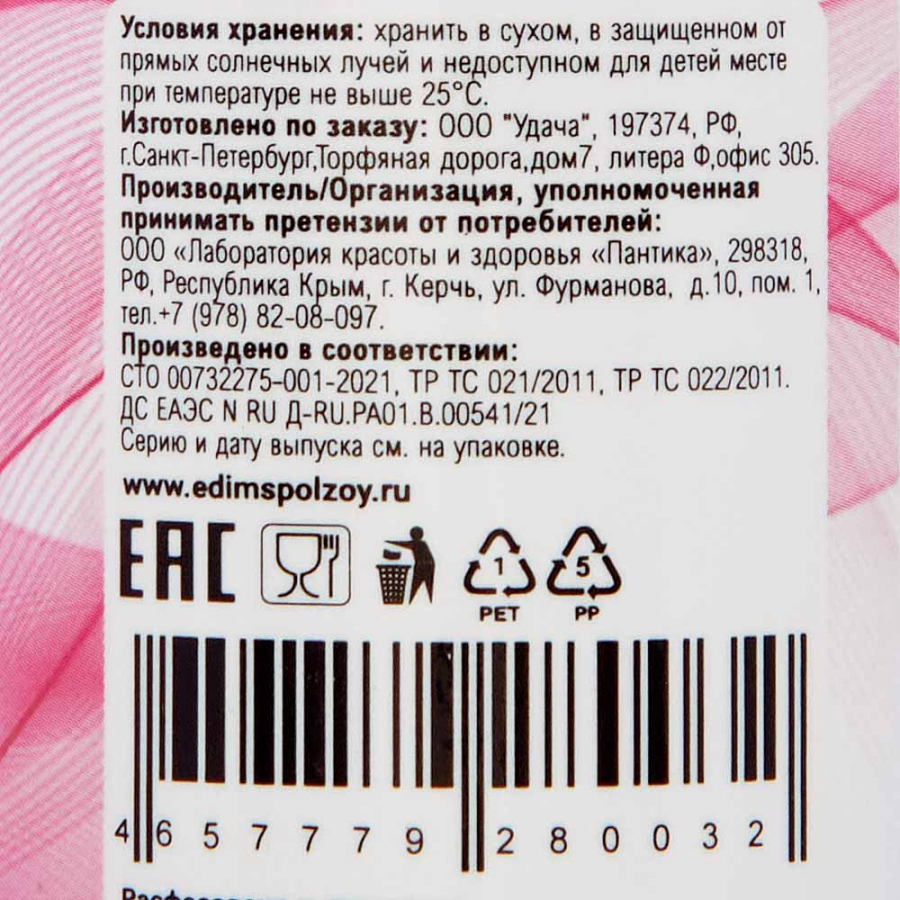 Условия хранения: хранить в сухом, в защищенном от
прямых солнечных лучей и недоступном для детей месте
при температуре не выше 25°С.
Изготовлено по заказу: ООО "Удача", 197374, РФ,
г.Санкт-Петербург,Торфяная дорога,дом7, литера Ф,офис 305.
Производитель/Организация, уполномоченная
принимать претензии от потребителей:
ООО «Лаборатория красоты и здоровья «Пантика», 298318,
РФ, Республика Крым, г. Керчь, ул. Фурманова, д.10, пом. 1,
тел.+7 (978) 82-08-097.
Произведено в соответствии:
СТО 00732275-001-2021, ТР ТС 021/2011, ТР ТС 022/2011.
ДС ЕАЭС N RU Д-RU.РА01.В.00541/21
Серию и дату выпуска см. на упаковке.
www.edimspolzoy.ru
ЕАС
1 5
PET PP
4 657779 280032